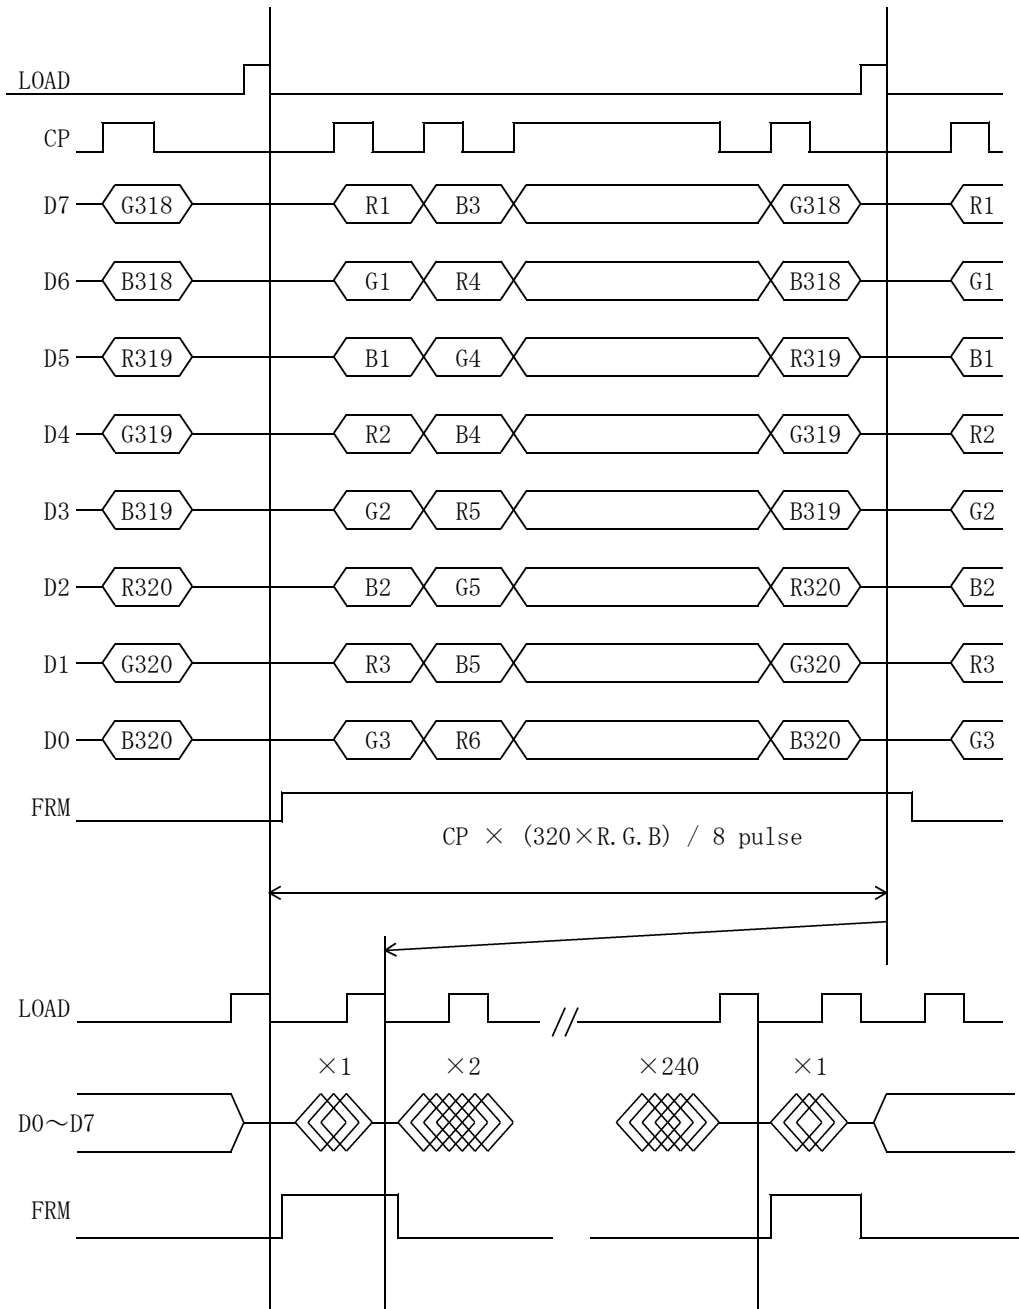 LOAD
CP
D7 G318 R1 B3 G318 R1
D6 B318 G1 R4 B318 G1
D5 R319 B1 G4 R319 B1
D4 G319 R2 B4 G319 R2
D3 B319 G2 R5 B319 G2
D2 R320 B2 G5 R320 B2
D1 G320 R3 B5 G320 R3
D0 B320 G3 R6 B320 G3
FRM
CP × (320×R.G.B) / 8 pulse
LOAD //
×1 ×2 ×240 ×1
D0～D7
FRM